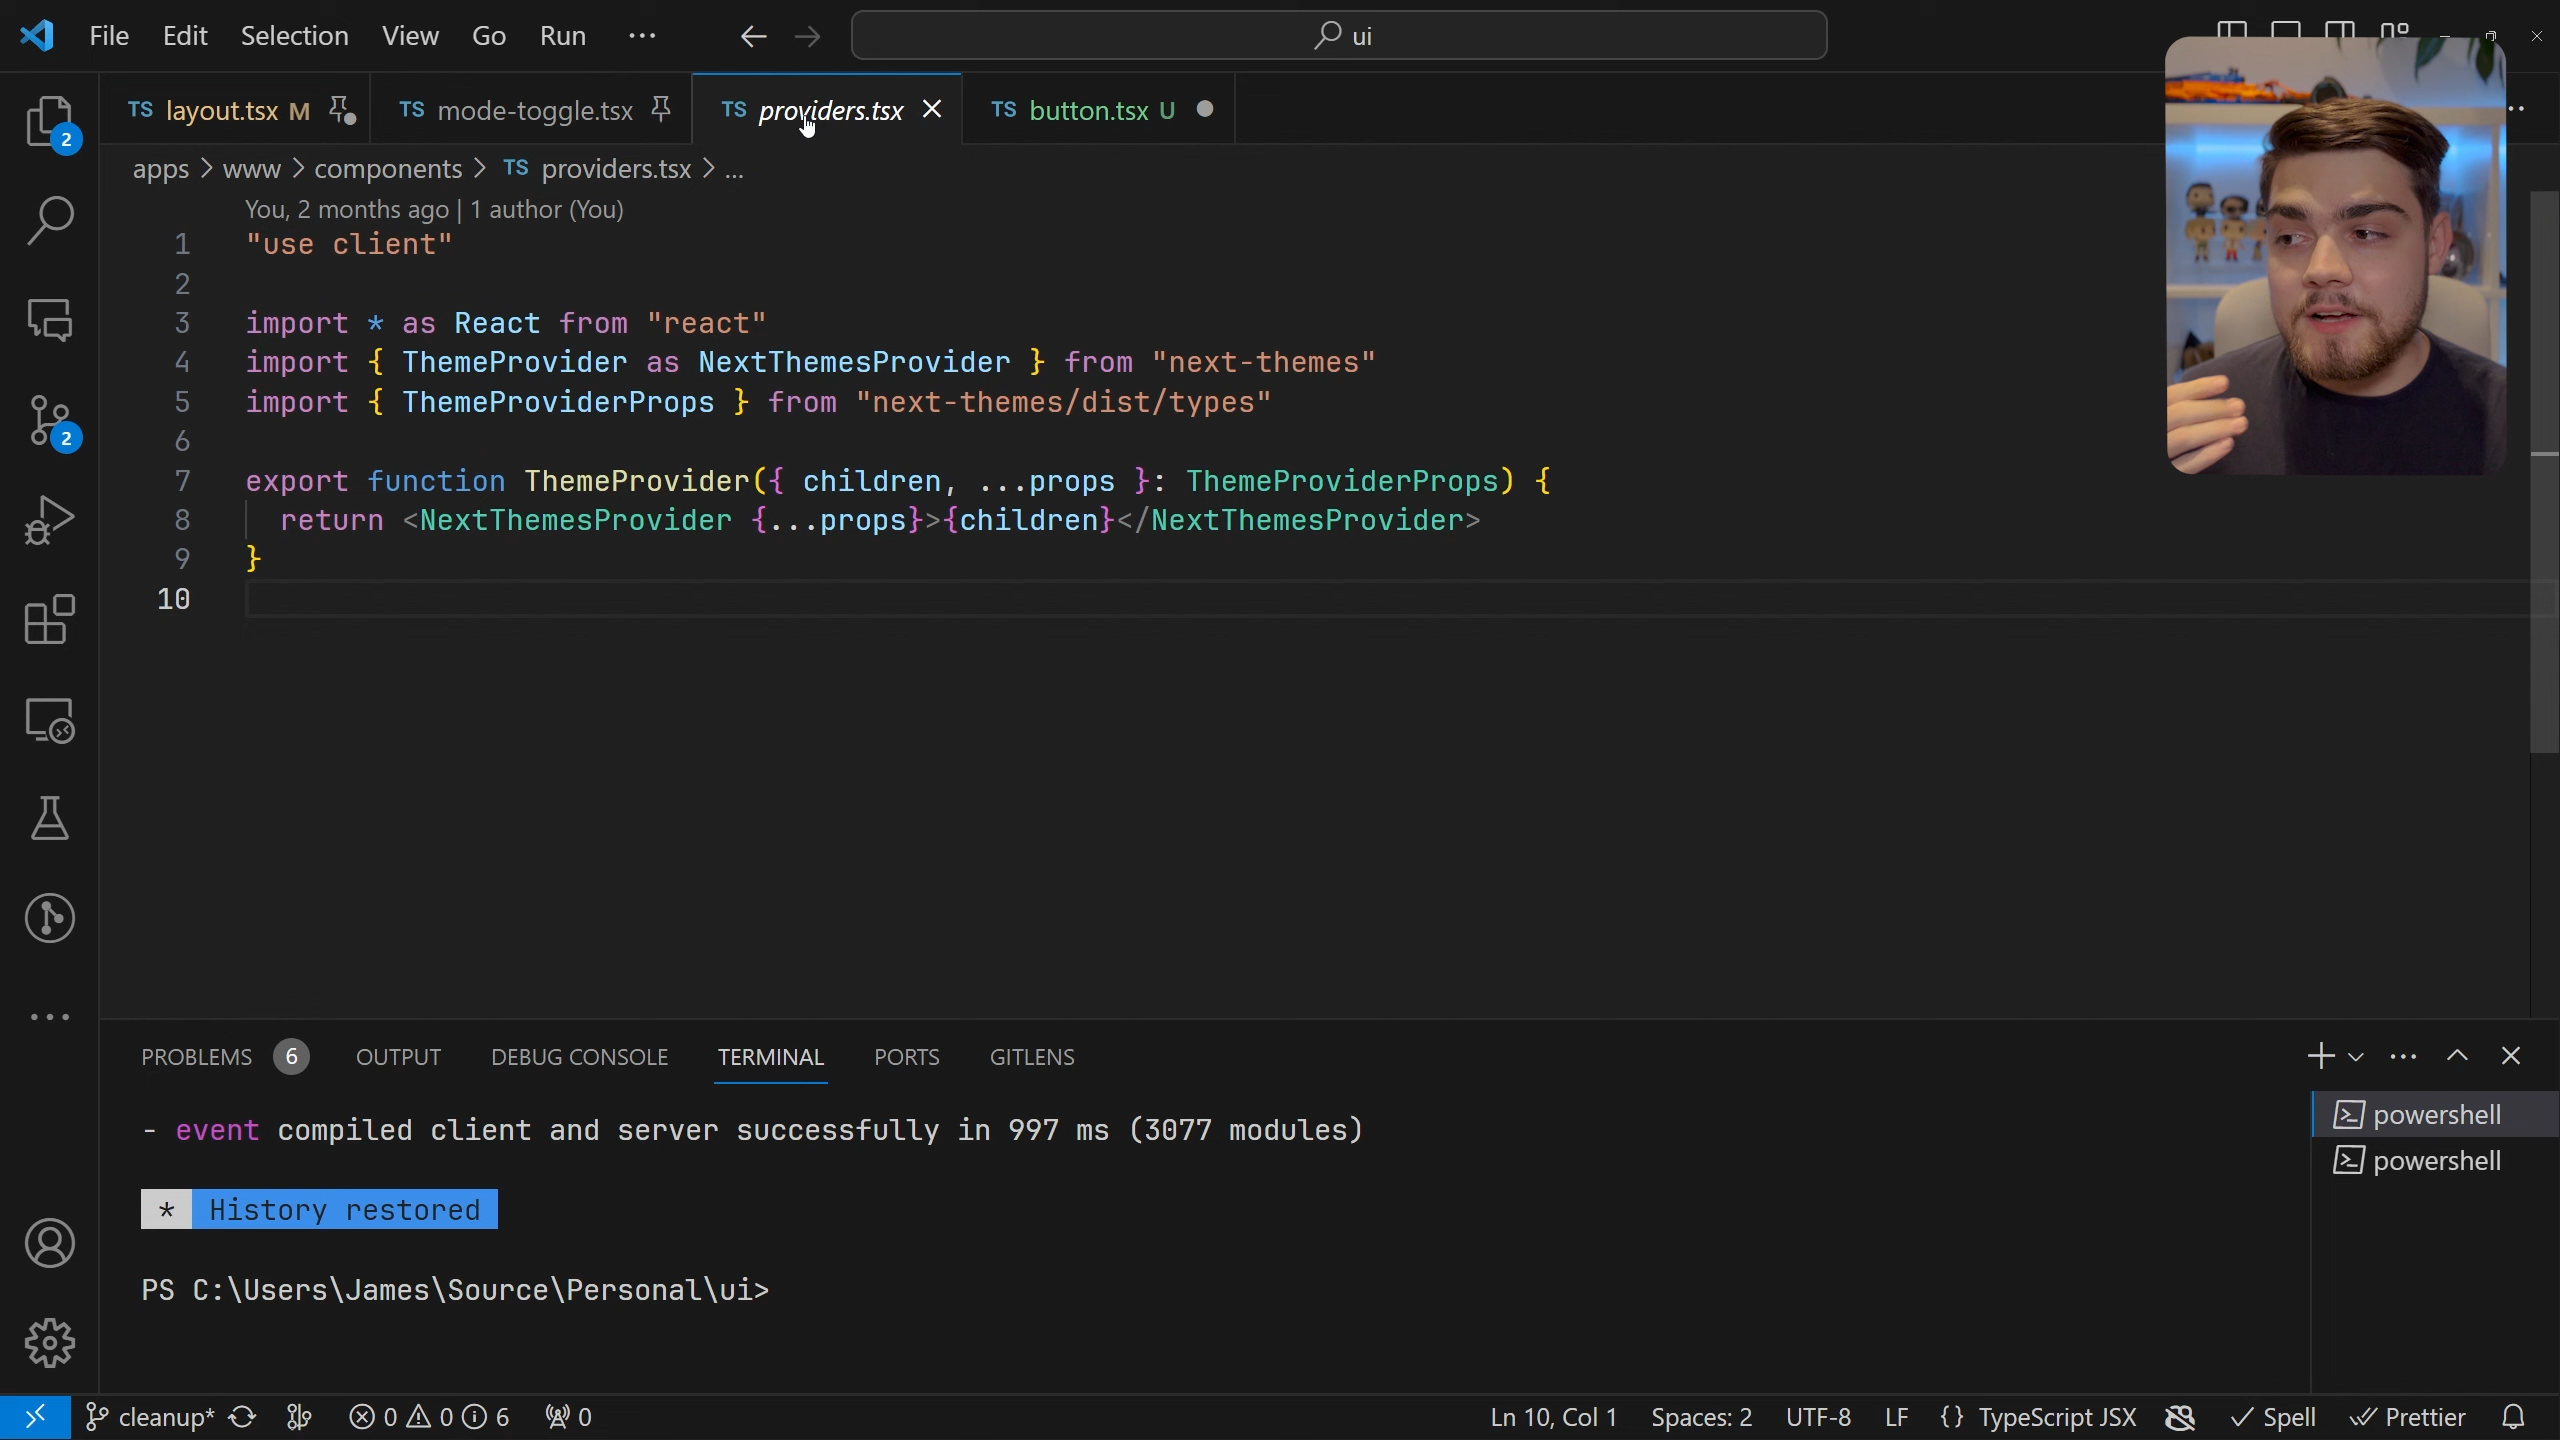 File Edit Selection View Go Run ··· ui
TS layout.tsx M TS mode-toggle.tsx TS providers.tsx TS button.tsx U
apps > www > components > TS providers.tsx > ...
You, 2 months ago | 1 author (You)
1 "use client"
2
3 import * as React from "react"
4 import { ThemeProvider as NextThemesProvider } from "next-themes"
5 import { ThemeProviderProps } from "next-themes/dist/types"
6
7 export function ThemeProvider({ children, ...props }: ThemeProviderProps) {
8 return <NextThemesProvider {...props}>{children}</NextThemesProvider>
9 }
10
2
2
PROBLEMS 6 OUTPUT DEBUG CONSOLE TERMINAL PORTS GITLENS
- event compiled client and server successfully in 997 ms (3077 modules)
* History restored
PS C:\Users\James\Source\Personal\ui>
powershell
powershell
cleanup* 0 0 6 0 Ln 10, Col 1 Spaces: 2 UTF-8 LF {} TypeScript JSX Spell Prettier